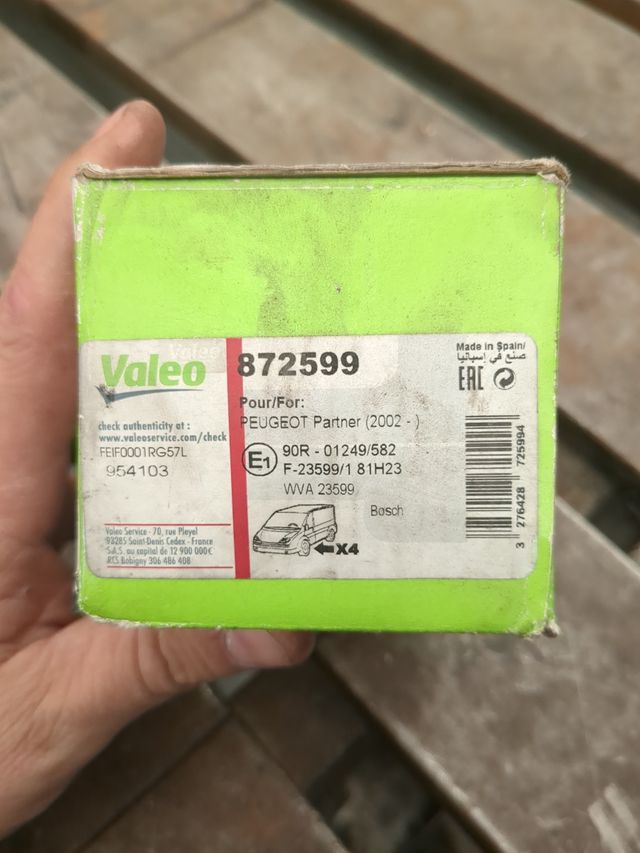 Valeo
check authenticity at :
www.valeoservice.com/check
FEIF0001RG57L
954103
Valeo Service - 70, rue Pleyel
93285 Saint-Denis Cedex - France
S.A.S. au capital de 12 900 000€
RCS Bobigny 306 486 408
Valeo
872599
Pour/For:
PEUGEOT Partner (2002 - )
E1
90R - 01249/582
F-23599/1 81H23
WVA 23599
Bosch
X4
Made in Spain/
صنع في إسبانيا
EAC
3 276428 725994